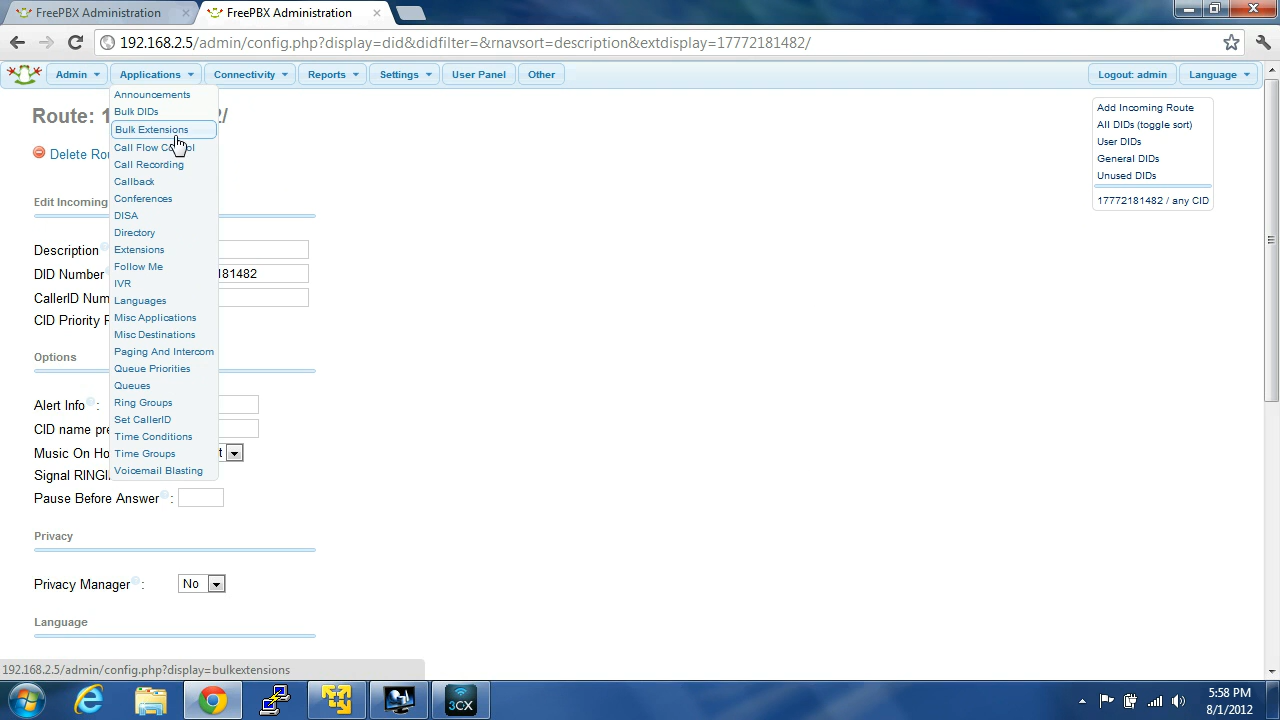 FreePBX Administration
FreePBX Administration
192.168.2.5/admin/config.php?display=did&didfilter=&rnavsort=description&extdisplay=17772181482/
Admin
Applications
Connectivity
Reports
Settings
User Panel
Other
Logout: admin
Language
Announcements
Bulk DIDs
Bulk Extensions
Call Flow Control
Call Recording
Callback
Conferences
DISA
Directory
Extensions
Follow Me
IVR
Languages
Misc Applications
Misc Destinations
Paging And Intercom
Queue Priorities
Queues
Ring Groups
Set CallerID
Time Conditions
Time Groups
Voicemail Blasting
Route: 1 2/
Delete Ro
Edit Incoming
Description
DID Number 181482
CallerID Num
CID Priority
Options
Alert Info :
CID name pre
Music On Ho t
Signal RINGI
Pause Before Answer :
Privacy
Privacy Manager : No
Language
Add Incoming Route
All DIDs (toggle sort)
User DIDs
General DIDs
Unused DIDs
17772181482 / any CID
192.168.2.5/admin/config.php?display=bulkextensions
3CX
5:58 PM
8/1/2012